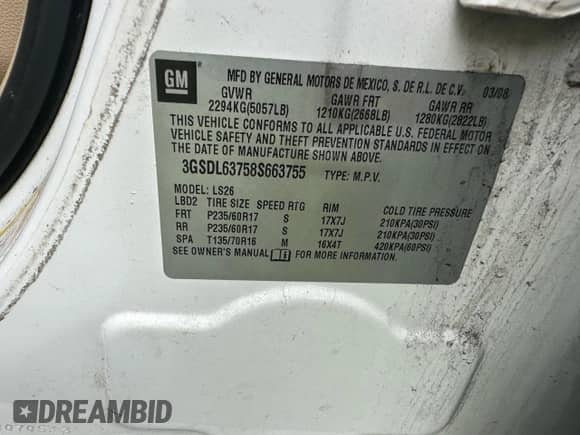 GM
MFD BY GENERAL MOTORS DE MEXICO, S. DE R.L. DE C.V. 03/08
GVWR GAWR FRT GAWR RR
2294KG(5057LB) 1210KG(2668LB) 1280KG(2822LB)
THIS VEHICLE CONFORMS TO ALL APPLICABLE U.S. FEDERAL MOTOR
VEHICLE SAFETY AND THEFT PREVENTION STANDARDS IN EFFECT ON
THE DATE OF MANUFACTURE SHOWN ABOVE.
3GSDL63758S663755 TYPE: M.P.V.
MODEL: LS26
LBD2 TIRE SIZE SPEED RTG RIM COLD TIRE PRESSURE
FRT P235/60R17 S 17X7J 210KPA(30PSI)
RR P235/60R17 S 17X7J 210KPA(30PSI)
SPA T135/70R16 M 16X4T 420KPA(60PSI)
SEE OWNER'S MANUAL FOR MORE INFORMATION.
DREAMBID